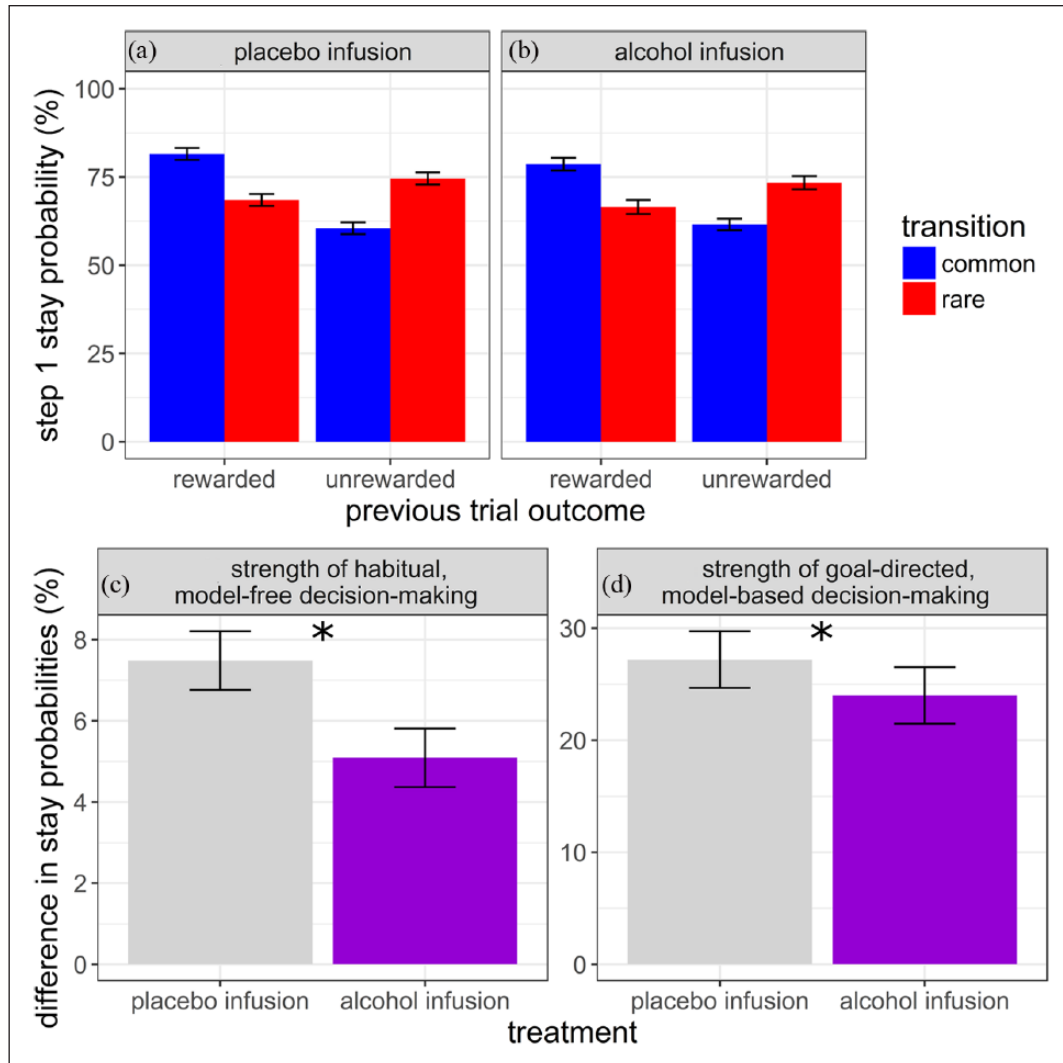 (a) placebo infusion
(b) alcohol infusion
step 1 stay probability (%)
100
75
50
25
0
rewarded unrewarded
rewarded unrewarded
previous trial outcome
transition
common
rare
(c) strength of habitual,
model-free decision-making
*
difference in stay probabilities (%)
8
6
4
2
0
placebo infusion alcohol infusion
(d) strength of goal-directed,
model-based decision-making
*
30
20
10
0
placebo infusion alcohol infusion
treatment